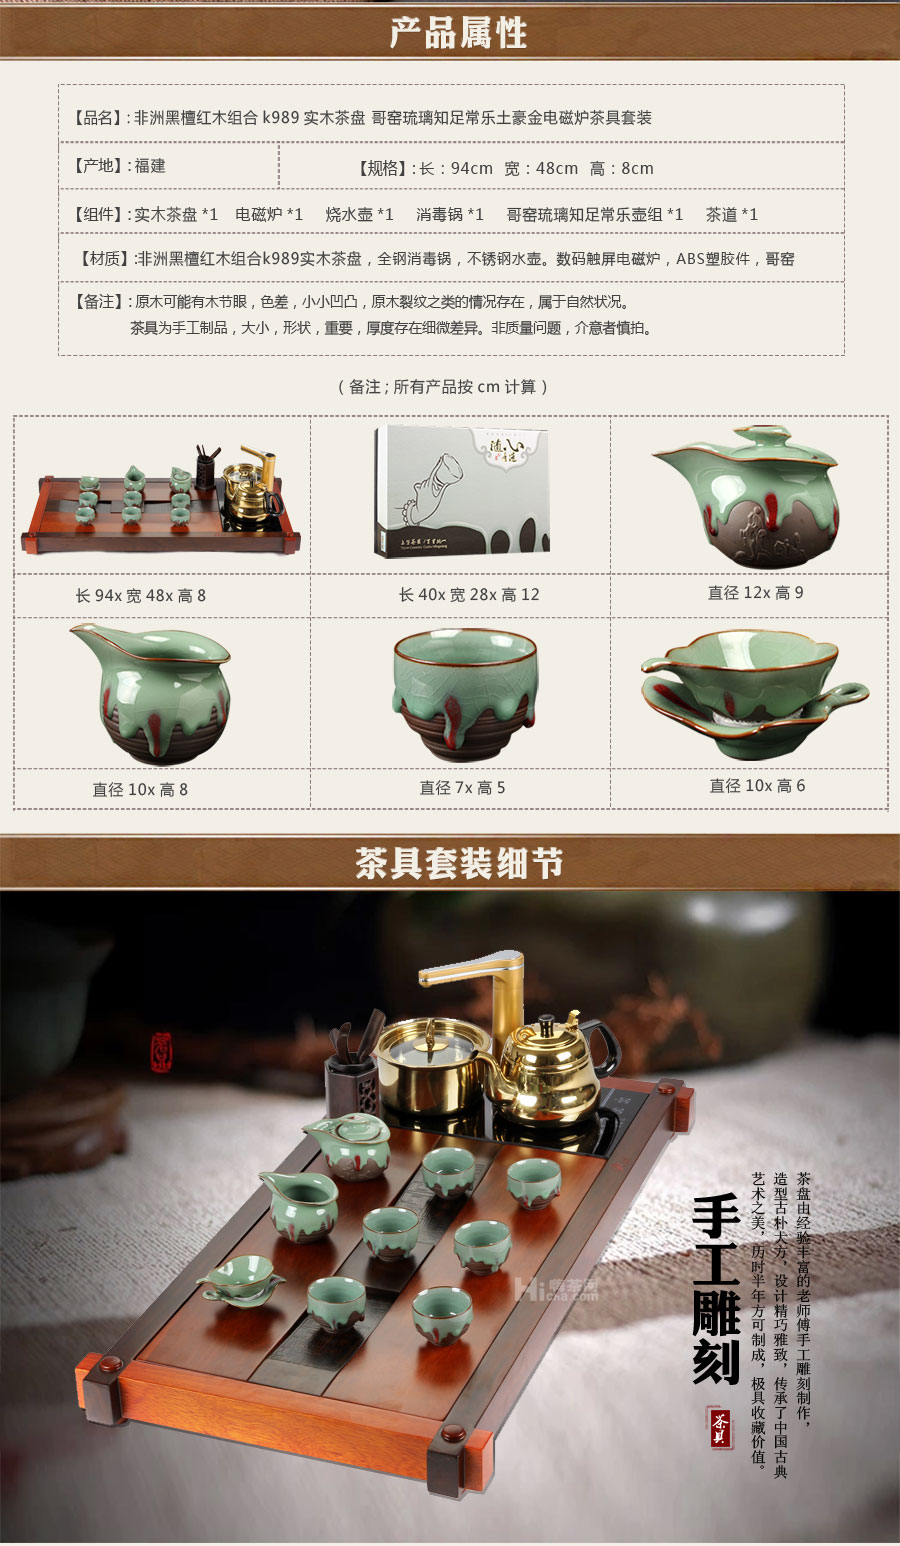 产品属性
【品名】: 非洲黑檀红木组合 k989 实木茶盘 哥窑琉璃知足常乐土豪金电磁炉茶具套装
【产地】: 福建
【规格】: 长：94cm 宽：48cm 高：8cm
【组件】: 实木茶盘 *1 电磁炉 *1 烧水壶 *1 消毒锅 *1 哥窑琉璃知足常乐壶组 *1 茶道 *1
【材质】:非洲黑檀红木组合k989实木茶盘，全钢消毒锅，不锈钢水壶。数码触屏电磁炉，ABS塑胶件，哥窑
【备注】: 原木可能有木节眼，色差，小小凹凸，原木裂纹之类的情况存在，属于自然状况。
茶具为手工制品，大小，形状，重要，厚度存在细微差异。非质量问题，介意者慎拍。
（备注 ; 所有产品按 cm 计算）
长 94x 宽 48x 高 8
长 40x 宽 28x 高 12
直径 12x 高 9
直径 10x 高 8
直径 7x 高 5
直径 10x 高 6
茶具套装细节
手工雕刻
茶具
茶盘由经验丰富的老师傅手工雕刻制作，
造型古朴大方，设计精巧雅致，传承了中国古典
艺术之美，历时半年方可制成，极具收藏价值。
Hi 嗨茶网
cha.com